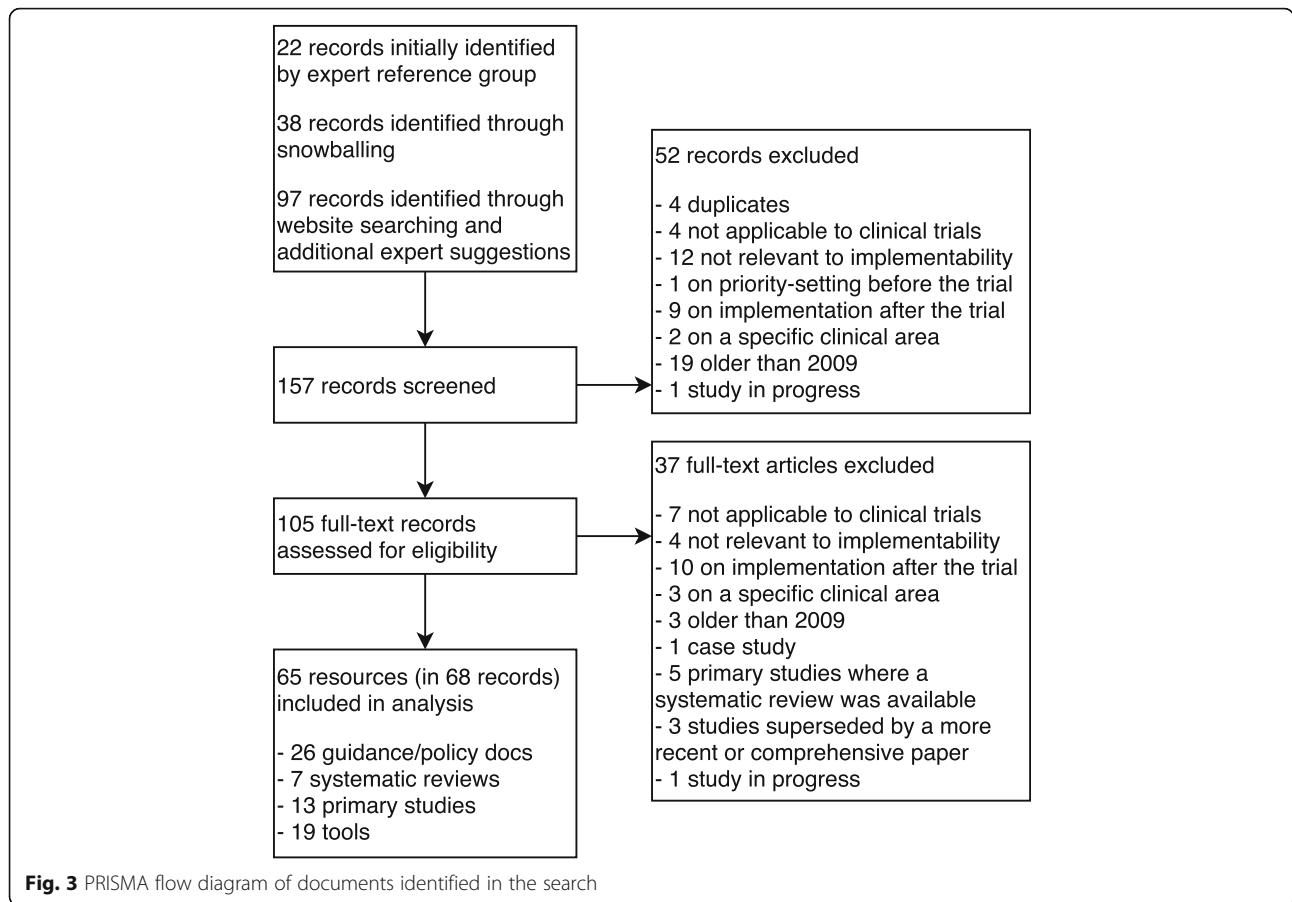 22 records initially identified
by expert reference group
38 records identified through
snowballing
97 records identified through
website searching and
additional expert suggestions
52 records excluded
- 4 duplicates
- 4 not applicable to clinical trials
- 12 not relevant to implementability
- 1 on priority-setting before the trial
- 9 on implementation after the trial
- 2 on a specific clinical area
- 19 older than 2009
- 1 study in progress
157 records screened
37 full-text articles excluded
- 7 not applicable to clinical trials
- 4 not relevant to implementability
- 10 on implementation after the trial
- 3 on a specific clinical area
- 3 older than 2009
- 1 case study
- 5 primary studies where a
systematic review was available
- 3 studies superseded by a more
recent or comprehensive paper
- 1 study in progress
105 full-text records
assessed for eligibility
65 resources (in 68 records)
included in analysis
- 26 guidance/policy docs
- 7 systematic reviews
- 13 primary studies
- 19 tools
Fig. 3 PRISMA flow diagram of documents identified in the search